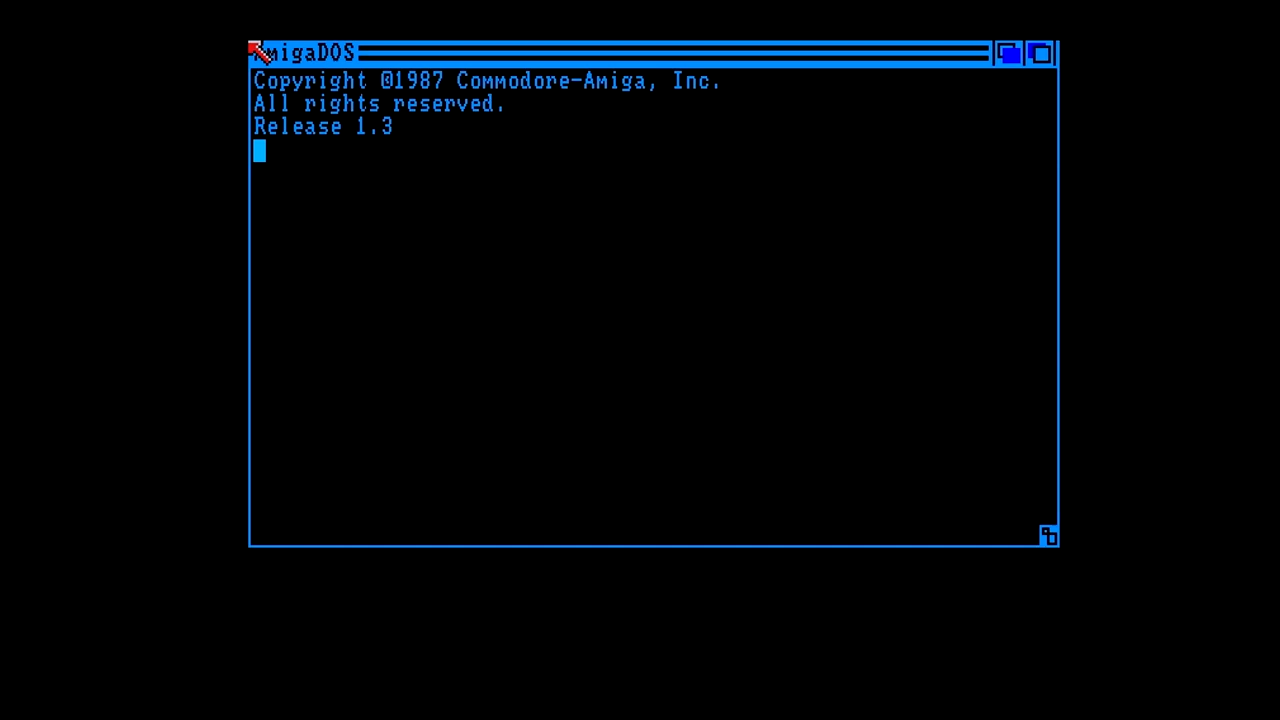 AmigaDOS
Copyright ©1987 Commodore-Amiga, Inc.
All rights reserved.
Release 1.3